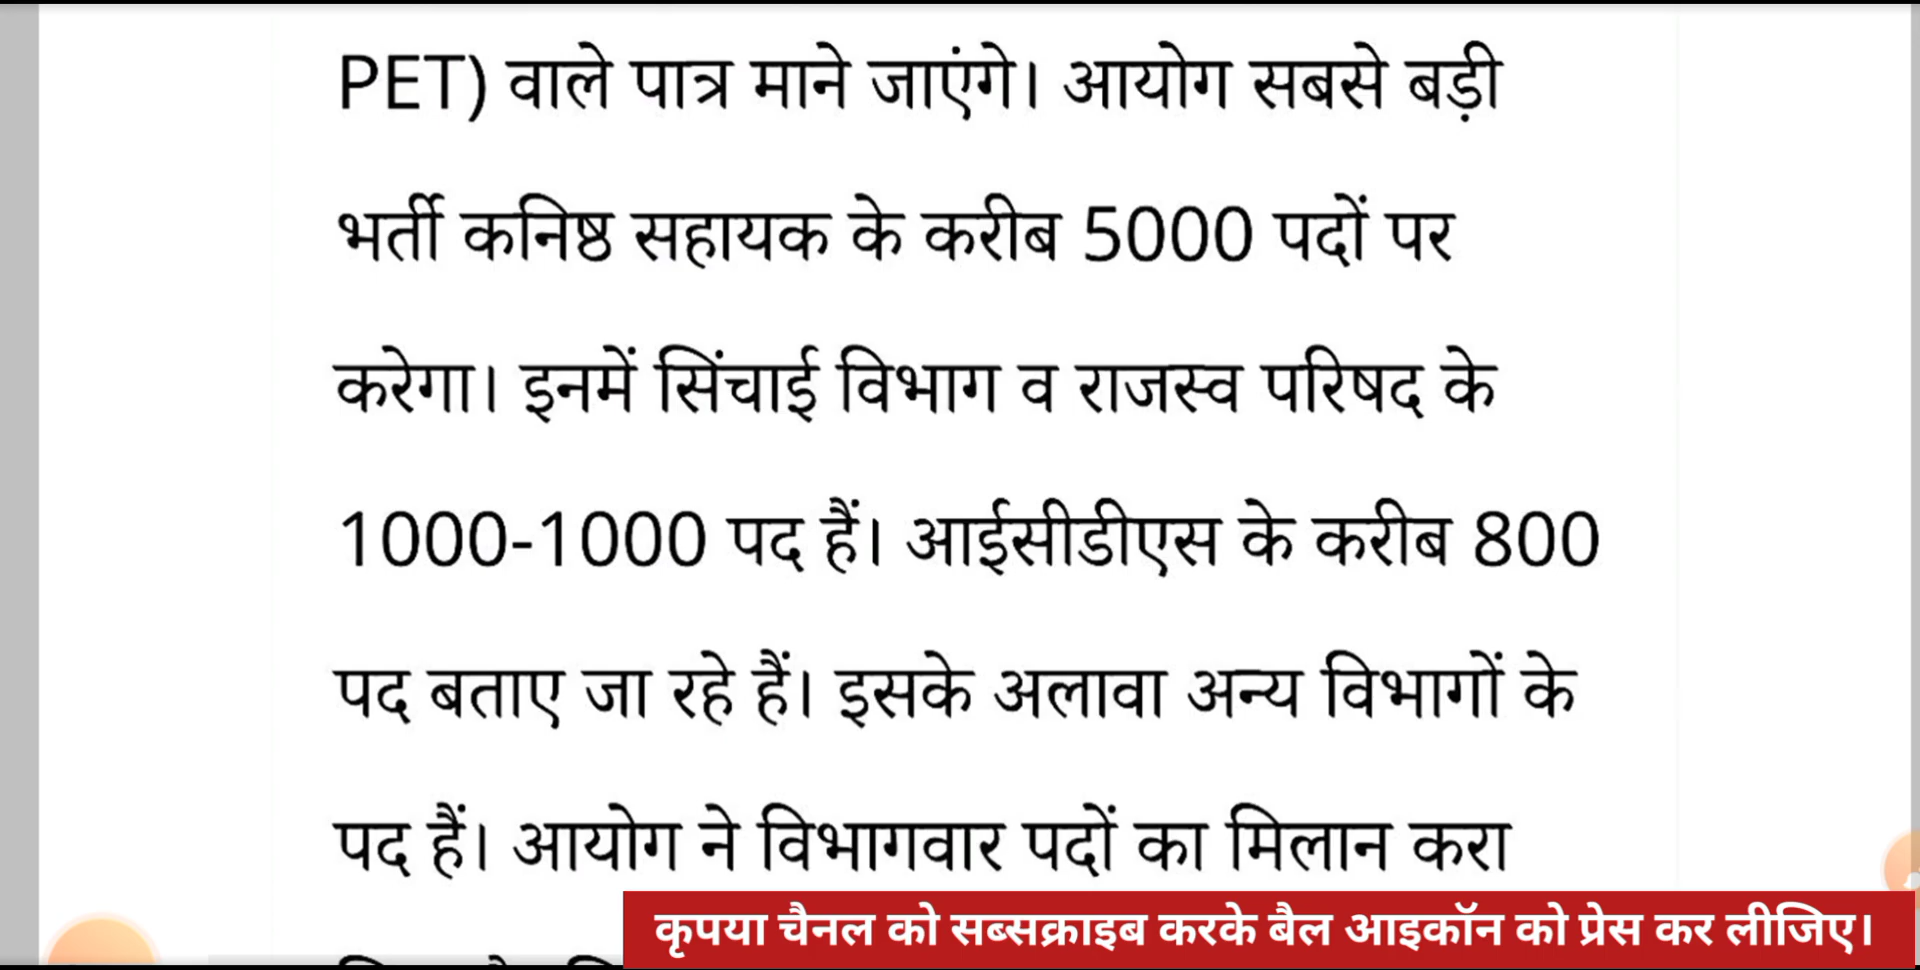 PET) वाले पात्र माने जाएंगे। आयोग सबसे बड़ी
भर्ती कनिष्ठ सहायक के करीब 5000 पदों पर
करेगा। इनमें सिंचाई विभाग व राजस्व परिषद के
1000-1000 पद हैं। आईसीडीएस के करीब 800
पद बताए जा रहे हैं। इसके अलावा अन्य विभागों के
पद हैं। आयोग ने विभागवार पदों का मिलान करा
कृपया चैनल को सब्सक्राइब करके बैल आइकॉन को प्रेस कर लीजिए।